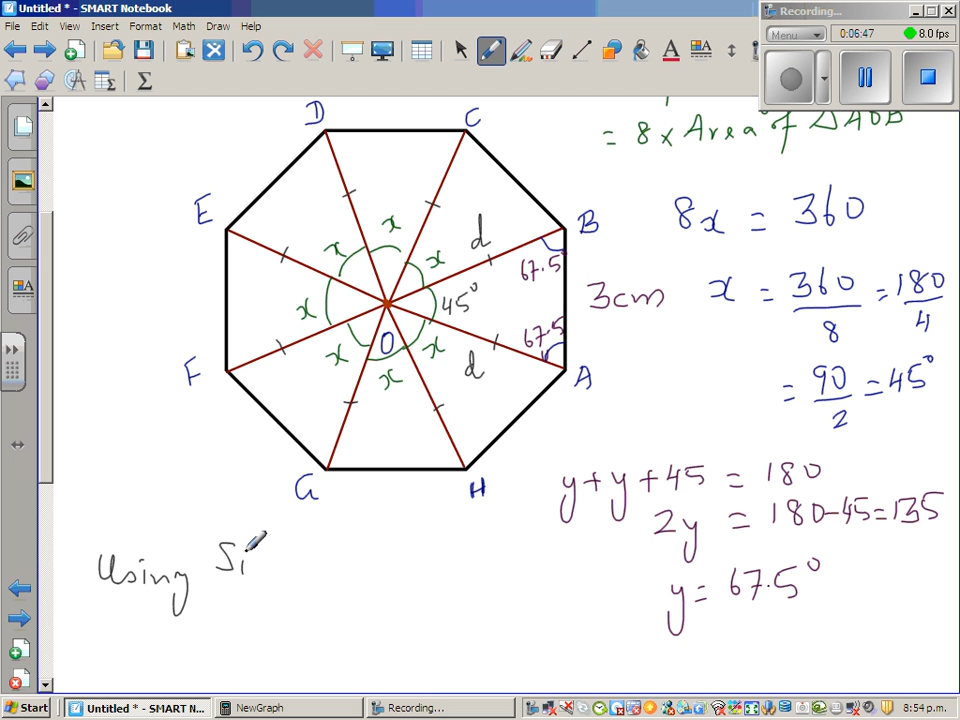 Untitled * - SMART Notebook
File Edit View Insert Format Tools Draw Window Help
Recording...
Menu 0:06:47 8.0 fps
D C
= 8 x Area of △AOB
E B
x x x x x x x
d
67.5°
8x = 360
45°
3cm
x = 360/8 = 180/4
67.5
O
d
F A
= 90/2 = 45°
G H
y + y + 45 = 180
2y = 180-45=135
Using Si
y = 67.5°
Start Untitled * - SMART N... NewGraph Recording... 8:54 p.m.